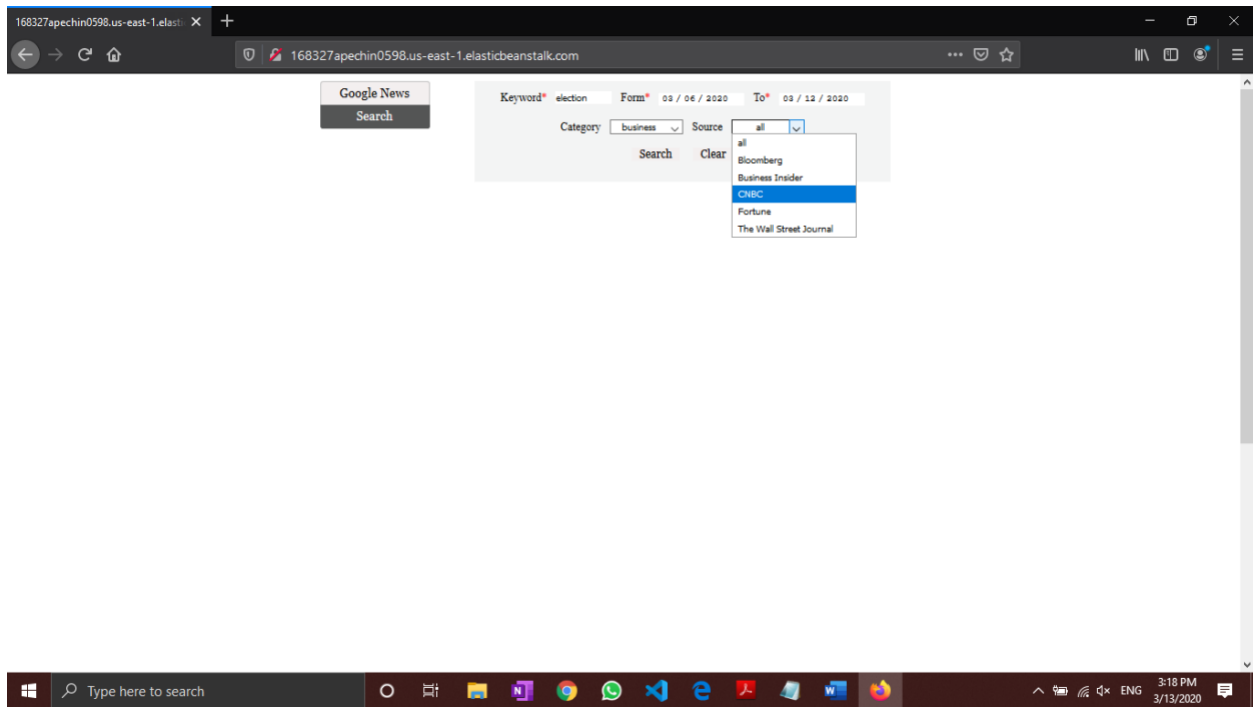 168327apechin0598.us-east-1.elasti
168327apechin0598.us-east-1.elasticbeanstalk.com
Google News
Search
Keyword* election Form* 03 / 06 / 2020 To* 03 / 12 / 2020
Category business Source all
Search Clear
all
Bloomberg
Business Insider
CNBC
Fortune
The Wall Street Journal
Type here to search
ENG
3:18 PM
3/13/2020